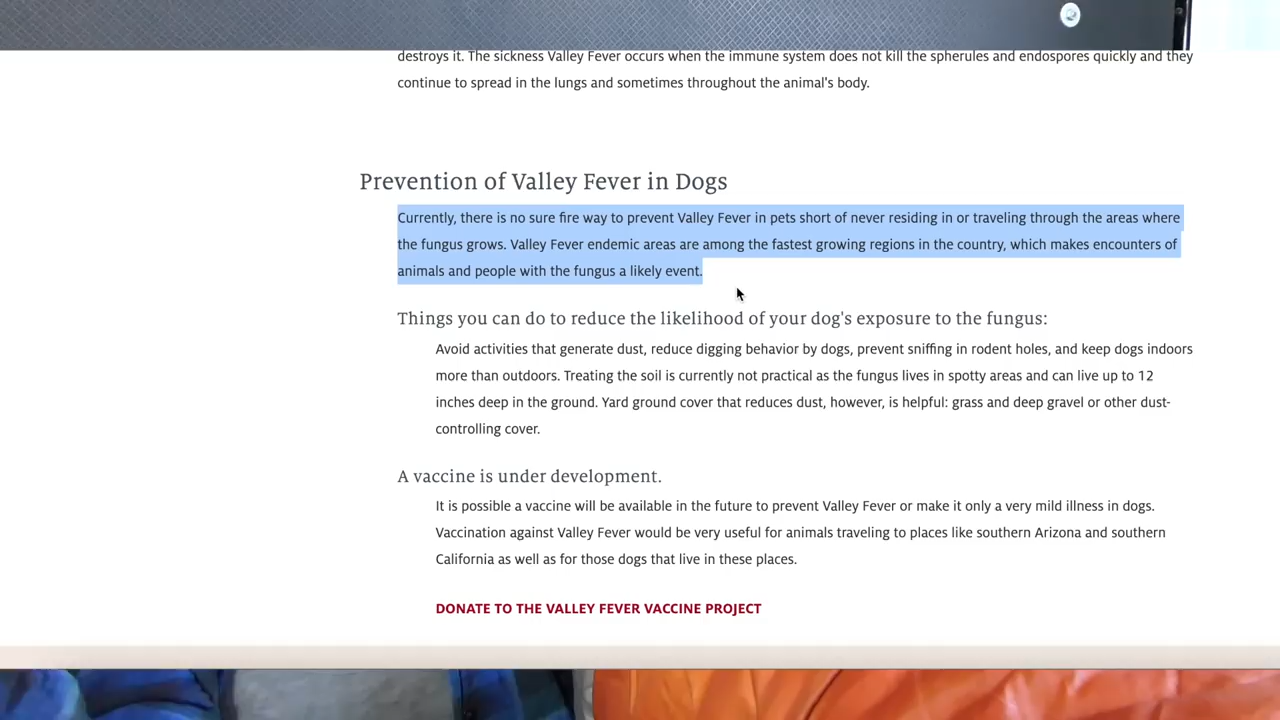 destroys it. The sickness Valley Fever occurs when the immune system does not kill the spherules and endospores quickly and they
continue to spread in the lungs and sometimes throughout the animal's body.
Prevention of Valley Fever in Dogs
Currently, there is no sure fire way to prevent Valley Fever in pets short of never residing in or traveling through the areas where
the fungus grows. Valley Fever endemic areas are among the fastest growing regions in the country, which makes encounters of
animals and people with the fungus a likely event.
Things you can do to reduce the likelihood of your dog's exposure to the fungus:
Avoid activities that generate dust, reduce digging behavior by dogs, prevent sniffing in rodent holes, and keep dogs indoors
more than outdoors. Treating the soil is currently not practical as the fungus lives in spotty areas and can live up to 12
inches deep in the ground. Yard ground cover that reduces dust, however, is helpful: grass and deep gravel or other dust-
controlling cover.
A vaccine is under development.
It is possible a vaccine will be available in the future to prevent Valley Fever or make it only a very mild illness in dogs.
Vaccination against Valley Fever would be very useful for animals traveling to places like southern Arizona and southern
California as well as for those dogs that live in these places.
DONATE TO THE VALLEY FEVER VACCINE PROJECT